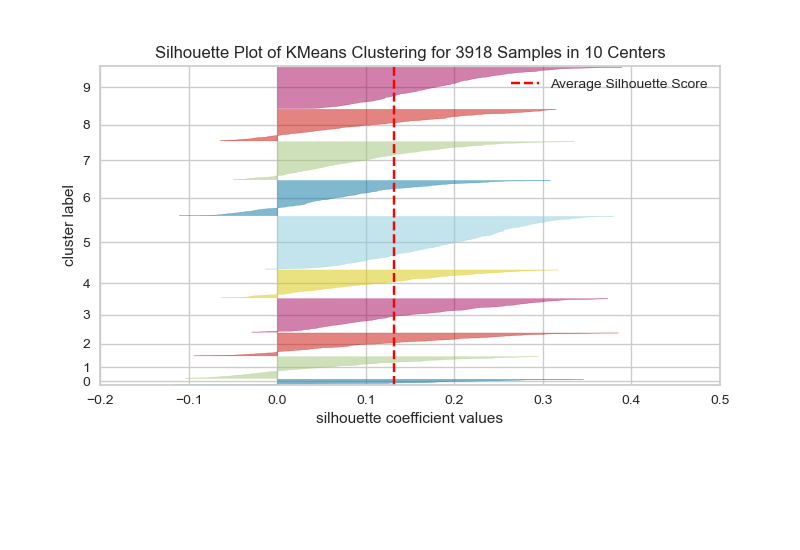 Silhouette Plot of KMeans Clustering for 3918 Samples in 10 Centers
Average Silhouette Score
cluster label
9
8
7
6
5
4
3
2
1
0
−0.2 −0.1 0.0 0.1 0.2 0.3 0.4 0.5
silhouette coefficient values